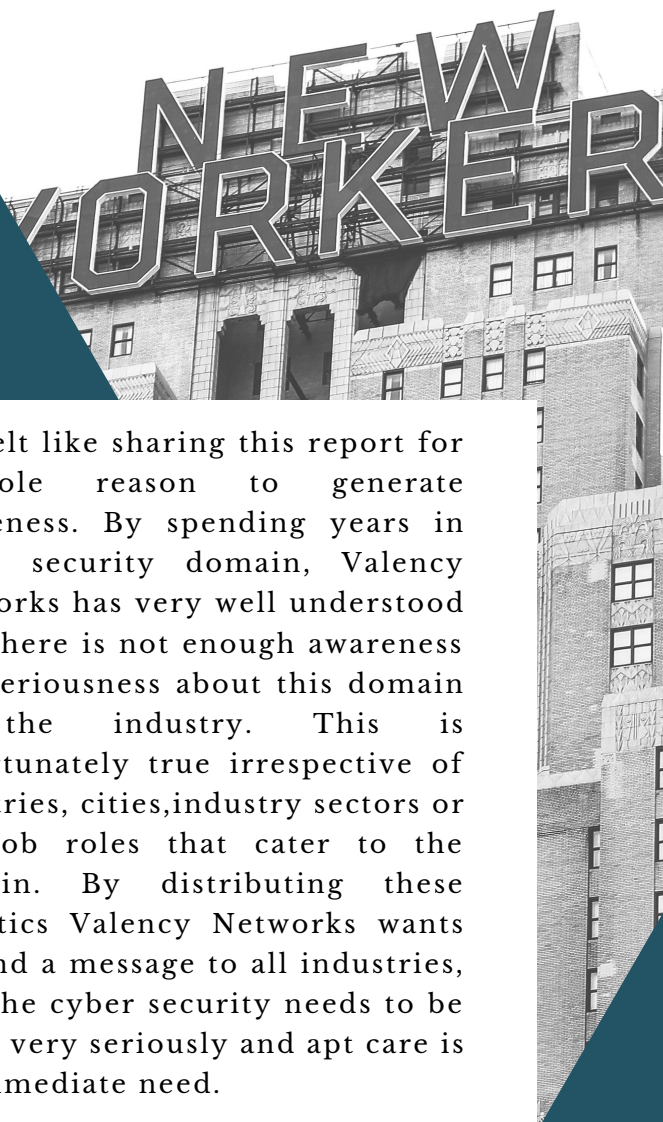 NEW
YORKER
elt like sharing this report for
ole reason to generate
eness. By spending years in
security domain, Valency
orks has very well understood
here is not enough awareness
eriousness about this domain
the industry. This is
rtunately true irrespective of
ries, cities,industry sectors or
ob roles that cater to the
in. By distributing these
tics Valency Networks wants
nd a message to all industries,
he cyber security needs to be
very seriously and apt care is
mmediate need.